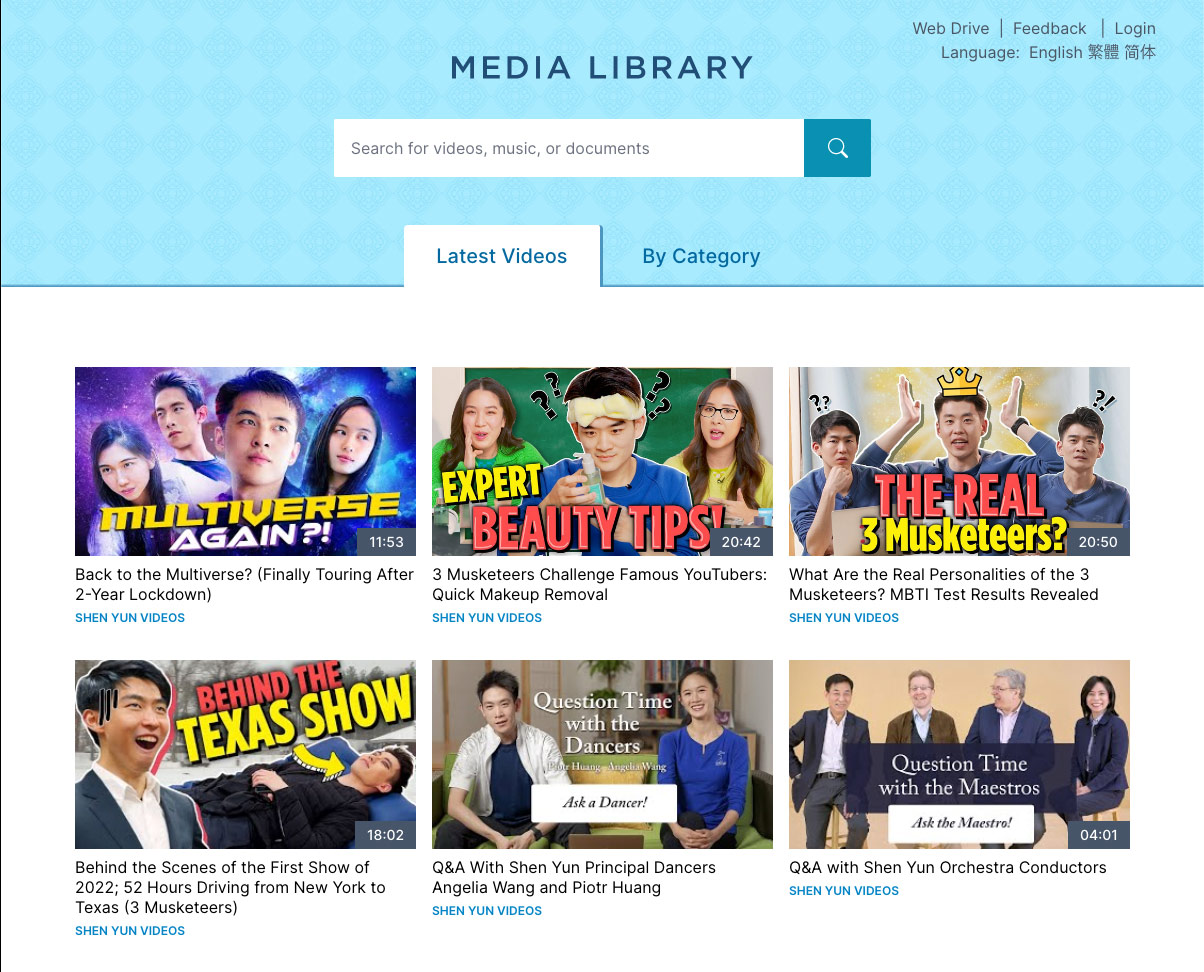 Web Drive | Feedback | Login
Language: English 繁體 简体
MEDIA LIBRARY
Search for videos, music, or documents
Latest Videos
By Category
MULTIVERSE
AGAIN?!
11:53
Back to the Multiverse? (Finally Touring After
2-Year Lockdown)
SHEN YUN VIDEOS
??
??
EXPERT
BEAUTY TIPS!
20:42
3 Musketeers Challenge Famous YouTubers:
Quick Makeup Removal
SHEN YUN VIDEOS
??
?!
THE REAL
3 Musketeers?
20:50
What Are the Real Personalities of the 3
Musketeers? MBTI Test Results Revealed
SHEN YUN VIDEOS
BEHIND THE
TEXAS SHOW
18:02
Behind the Scenes of the First Show of
2022; 52 Hours Driving from New York to
Texas (3 Musketeers)
SHEN YUN VIDEOS
Question Time
with the
Dancers
Piotr Huang Angelia Wang
Ask a Dancer!
Q&A With Shen Yun Principal Dancers
Angelia Wang and Piotr Huang
SHEN YUN VIDEOS
Question Time
with the Maestros
Ask the Maestro!
04:01
Q&A with Shen Yun Orchestra Conductors
SHEN YUN VIDEOS